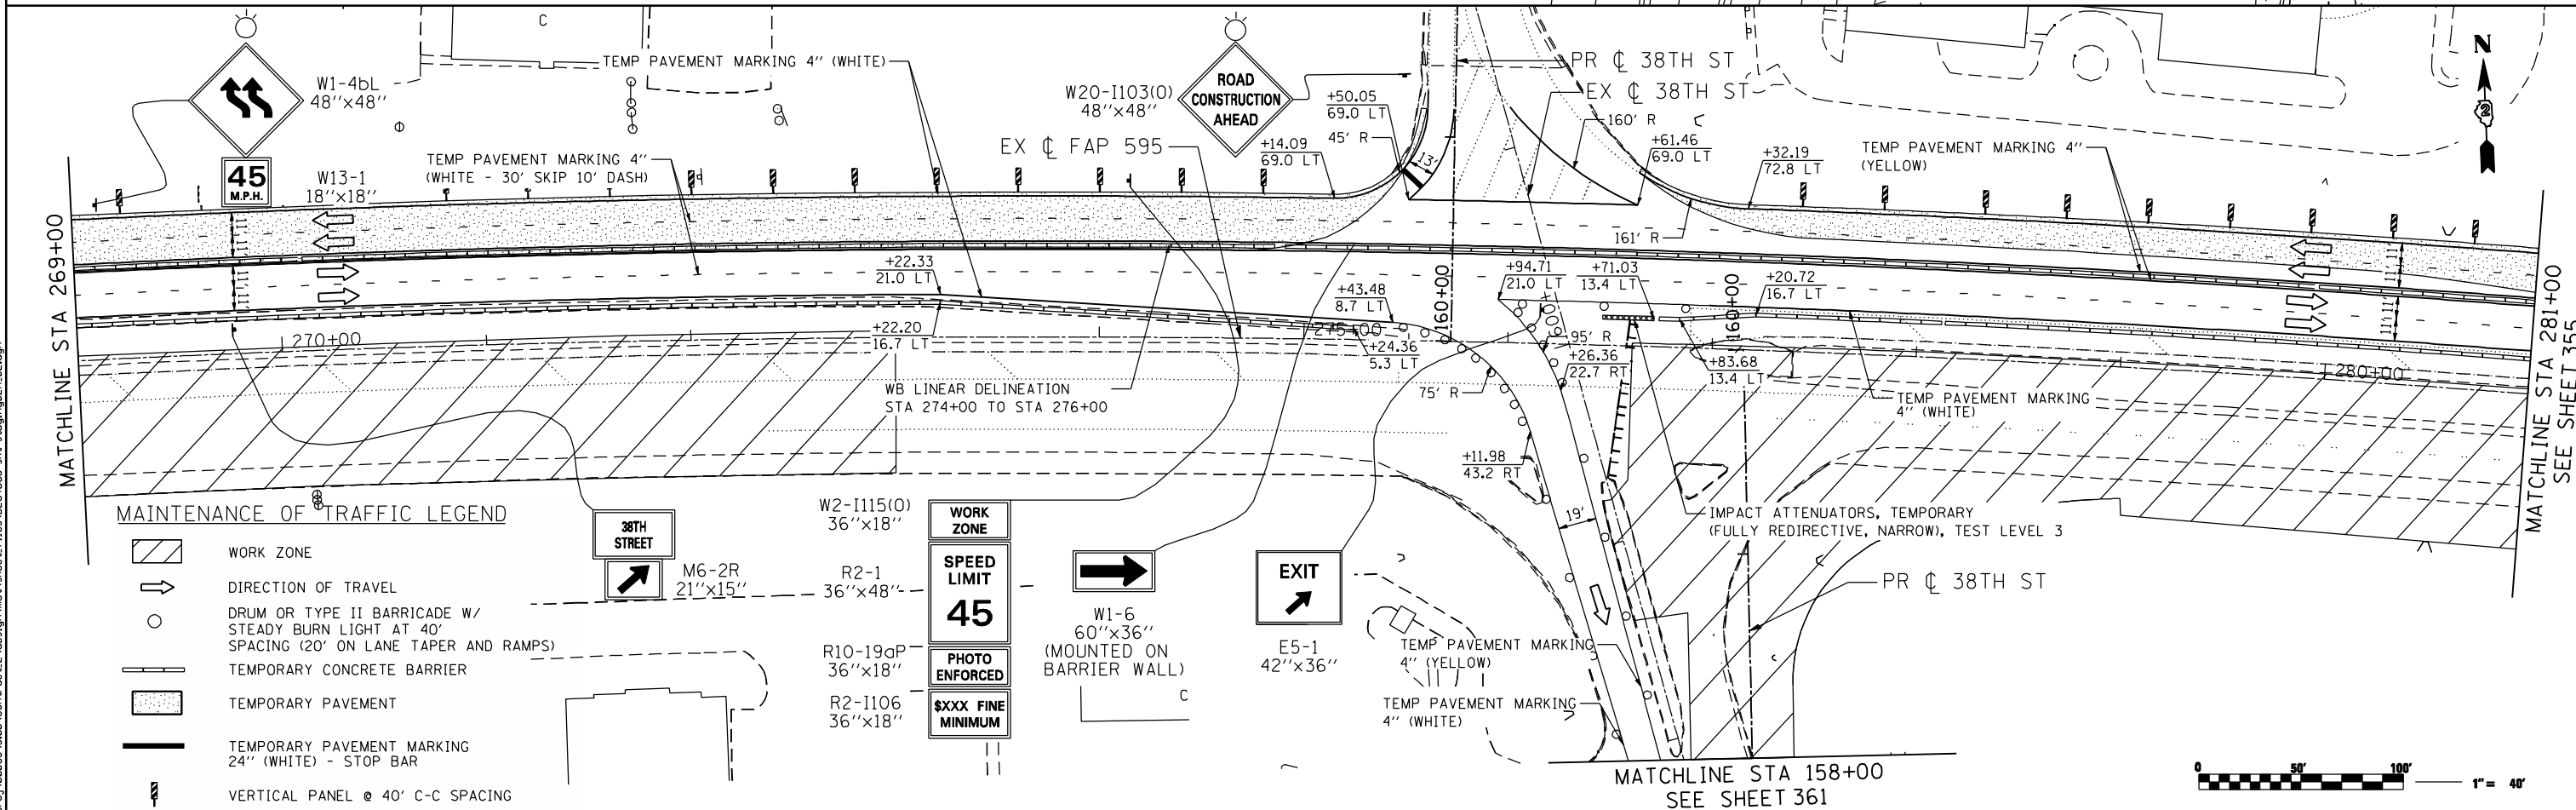 C
N
2
W1-4bL
48''x48''
45
M.P.H.
W13-1
18''x18''
TEMP PAVEMENT MARKING 4'' (WHITE)
TEMP PAVEMENT MARKING 4''
(WHITE - 30' SKIP 10' DASH)
W20-I103(O)
48''x48''
ROAD
CONSTRUCTION
AHEAD
EX ℄ FAP 595
+50.05
69.0 LT
45' R
+14.09
69.0 LT
13'
PR ℄ 38TH ST
EX ℄ 38TH ST
160' R
+61.46
69.0 LT
+32.19
72.8 LT
TEMP PAVEMENT MARKING 4''
(YELLOW)
161' R
MATCHLINE STA 269+00
11'
11'
11'
11'
270+00
+22.33
21.0 LT
+22.20
16.7 LT
+43.48
8.7 LT
275+00
+24.36
5.3 LT
160+00
+94.71
21.0 LT
+71.03
13.4 LT
160+00
+20.72
16.7 LT
95' R
+26.36
22.7 RT
75' R
+83.68
13.4 LT
280+00
11'
11'
11'
11'
MATCHLINE STA 281+00
SEE SHEET 355
WB LINEAR DELINEATION
STA 274+00 TO STA 276+00
TEMP PAVEMENT MARKING
4'' (WHITE)
+11.98
43.2 RT
19'
IMPACT ATTENUATORS, TEMPORARY
(FULLY REDIRECTIVE, NARROW), TEST LEVEL 3
PR ℄ 38TH ST
MAINTENANCE OF TRAFFIC LEGEND
WORK ZONE
DIRECTION OF TRAVEL
DRUM OR TYPE II BARRICADE W/
STEADY BURN LIGHT AT 40'
SPACING (20' ON LANE TAPER AND RAMPS)
TEMPORARY CONCRETE BARRIER
TEMPORARY PAVEMENT
TEMPORARY PAVEMENT MARKING
24'' (WHITE) - STOP BAR
VERTICAL PANEL @ 40' C-C SPACING
38TH
STREET
M6-2R
21''x15''
W2-I115(O)
36''x18''
WORK
ZONE
R2-1
36''x48''
SPEED
LIMIT
45
R10-19aP
36''x18''
PHOTO
ENFORCED
R2-I106
36''x18''
$XXX FINE
MINIMUM
W1-6
60''x36''
(MOUNTED ON
BARRIER WALL)
C
EXIT
E5-1
42''x36''
TEMP PAVEMENT MARKING
4'' (YELLOW)
TEMP PAVEMENT MARKING
4'' (WHITE)
MATCHLINE STA 158+00
SEE SHEET 361
0
50'
100'
1'' = 40'